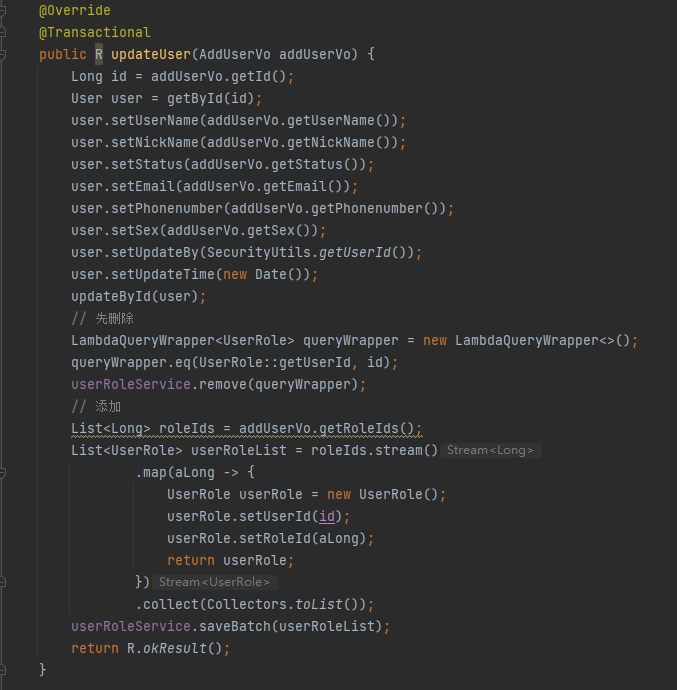 @Override
@Transactional
public R updateUser(AddUserVo addUserVo) {
Long id = addUserVo.getId();
User user = getById(id);
user.setUserName(addUserVo.getUserName());
user.setNickName(addUserVo.getNickName());
user.setStatus(addUserVo.getStatus());
user.setEmail(addUserVo.getEmail());
user.setPhonenumber(addUserVo.getPhonenumber());
user.setSex(addUserVo.getSex());
user.setUpdateBy(SecurityUtils.getUserId());
user.setUpdateTime(new Date());
updateById(user);
// 先删除
LambdaQueryWrapper<UserRole> queryWrapper = new LambdaQueryWrapper<>();
queryWrapper.eq(UserRole::getUserId, id);
userRoleService.remove(queryWrapper);
// 添加
List<Long> roleIds = addUserVo.getRoleIds();
List<UserRole> userRoleList = roleIds.stream() Stream<Long>
.map(aLong -> {
UserRole userRole = new UserRole();
userRole.setUserId(id);
userRole.setRoleId(aLong);
return userRole;
}) Stream<UserRole>
.collect(Collectors.toList());
userRoleService.saveBatch(userRoleList);
return R.okResult();
}